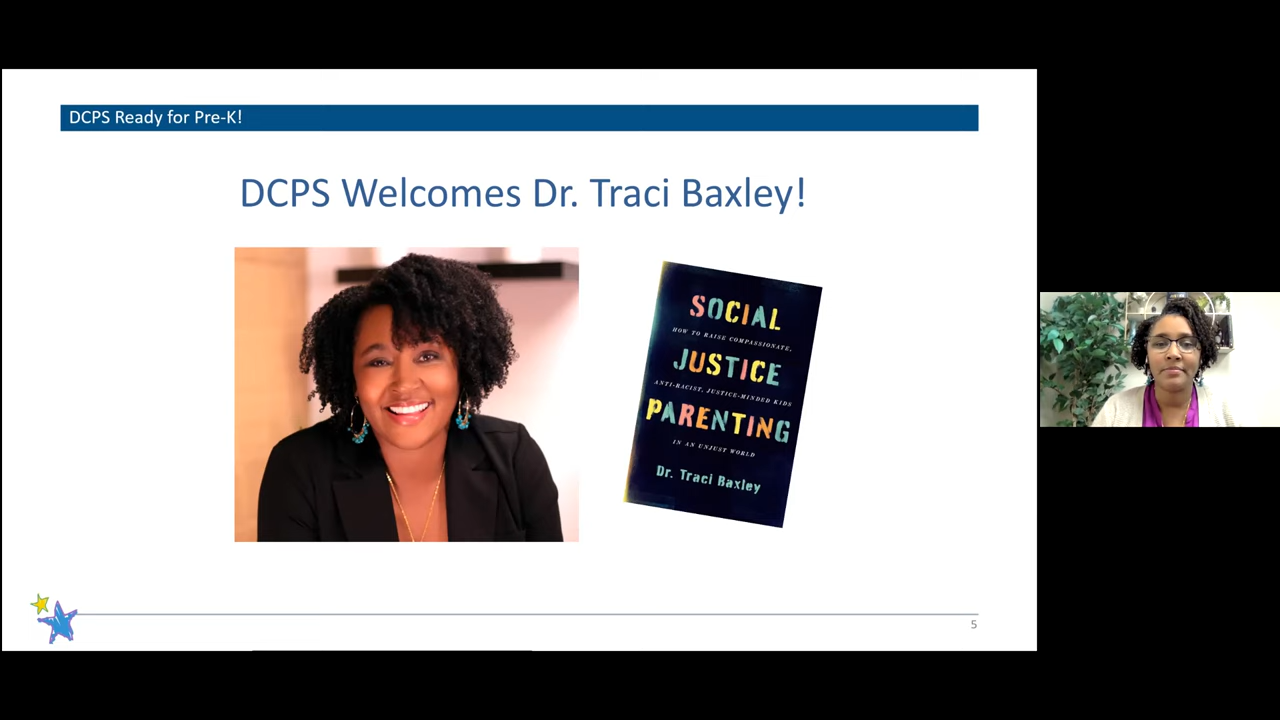 DCPS Ready for Pre-K!
DCPS Welcomes Dr. Traci Baxley!
SOCIAL
HOW TO RAISE COMPASSIONATE,
JUSTICE
ANTI-RACIST, JUSTICE-MINDED KIDS
PARENTING
IN AN UNJUST WORLD
Dr. Traci Baxley
5